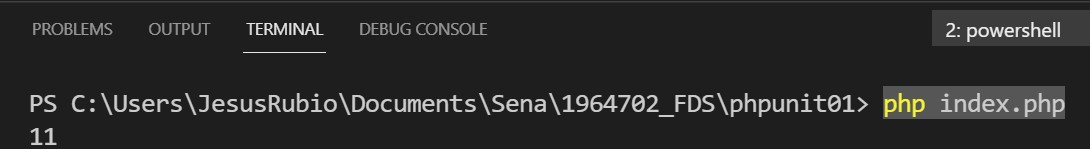 PROBLEMS OUTPUT TERMINAL DEBUG CONSOLE 2: powershell
PS C:\Users\JesusRubio\Documents\Sena\1964702_FDS\phpunit01> php index.php
11